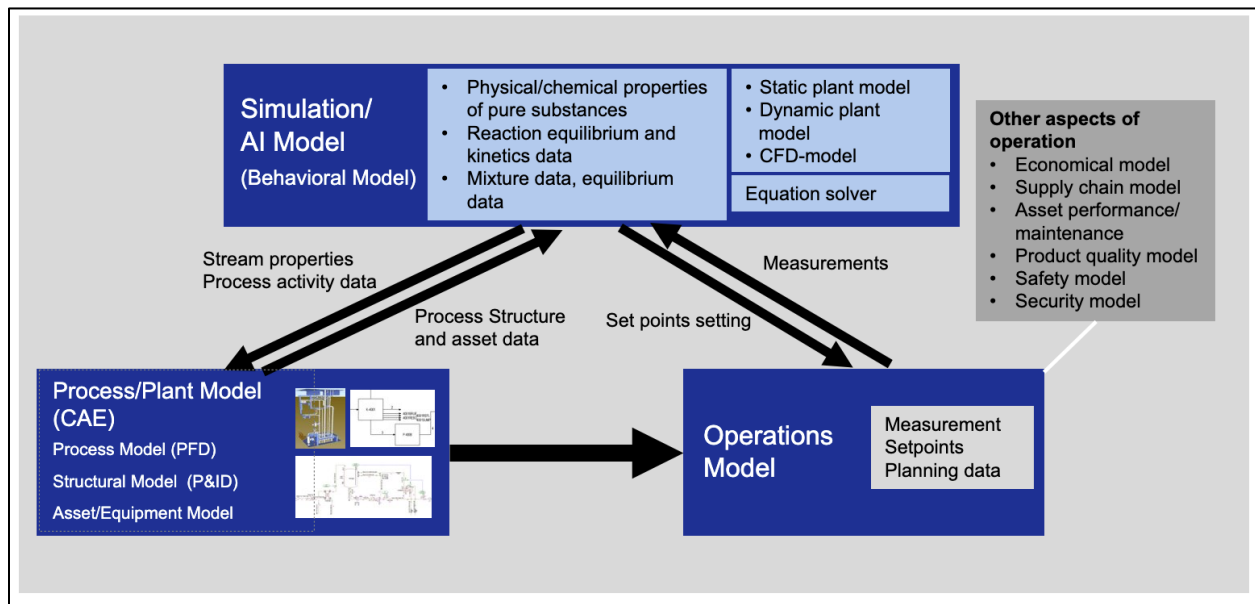 Simulation/
AI Model
(Behavioral Model)
• Physical/chemical properties
of pure substances
• Reaction equilibrium and
kinetics data
• Mixture data, equilibrium
data
• Static plant model
• Dynamic plant
model
• CFD-model
Equation solver
Other aspects of
operation
• Economical model
• Supply chain model
• Asset performance/
• maintenance
• Product quality model
• Safety model
• Security model
Stream properties
Process activity data
Process Structure
and asset data
Measurements
Set points setting
Process/Plant Model
(CAE)
Process Model (PFD)
Structural Model (P&ID)
Asset/Equipment Model
Operations
Model
Measurement
Setpoints
Planning data